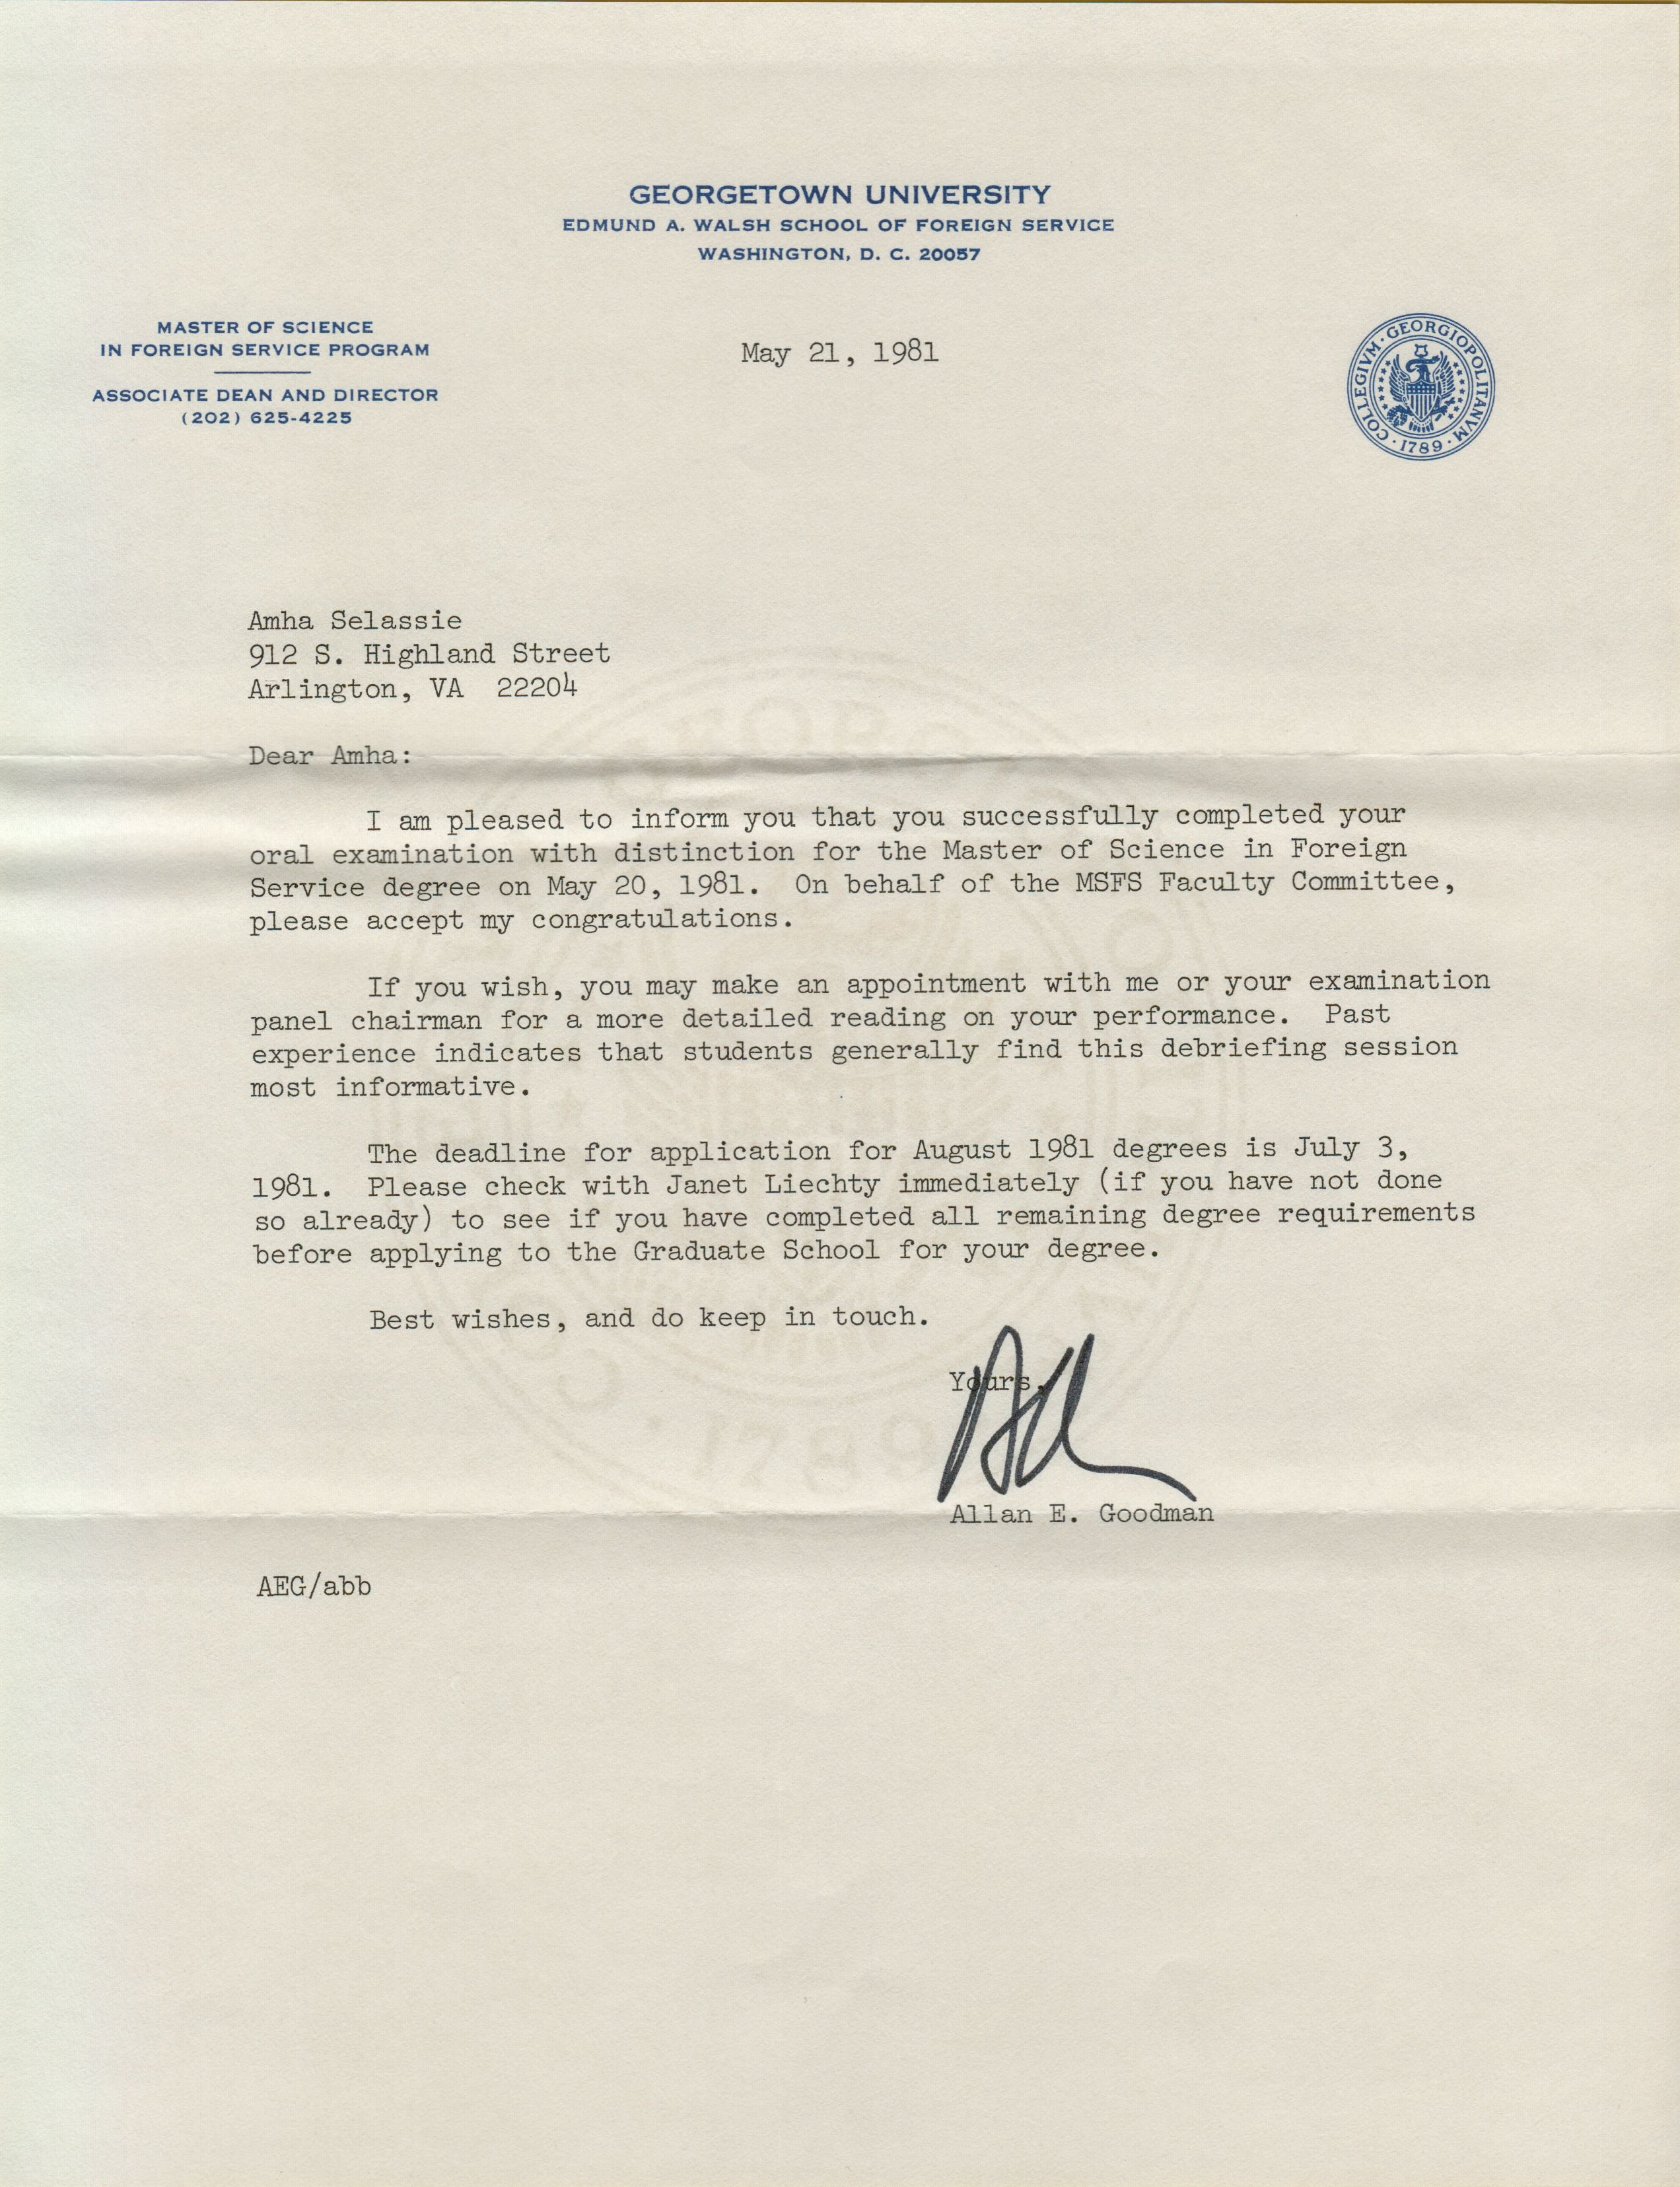 GEORGETOWN UNIVERSITY
EDMUND A. WALSH SCHOOL OF FOREIGN SERVICE
WASHINGTON, D. C. 20057
MASTER OF SCIENCE
IN FOREIGN SERVICE PROGRAM
ASSOCIATE DEAN AND DIRECTOR
(202) 625-4225
May 21, 1981
COLLEGIVM · GEORGIOPOLITANVM · 1789 ·
Amha Selassie
912 S. Highland Street
Arlington, VA  22204
Dear Amha:
I am pleased to inform you that you successfully completed your
oral examination with distinction for the Master of Science in Foreign
Service degree on May 20, 1981.  On behalf of the MSFS Faculty Committee,
please accept my congratulations.
If you wish, you may make an appointment with me or your examination
panel chairman for a more detailed reading on your performance.  Past
experience indicates that students generally find this debriefing session
most informative.
The deadline for application for August 1981 degrees is July 3,
1981.  Please check with Janet Liechty immediately (if you have not done
so already) to see if you have completed all remaining degree requirements
before applying to the Graduate School for your degree.
Best wishes, and do keep in touch.
Yours,
Allan E. Goodman
AEG/abb